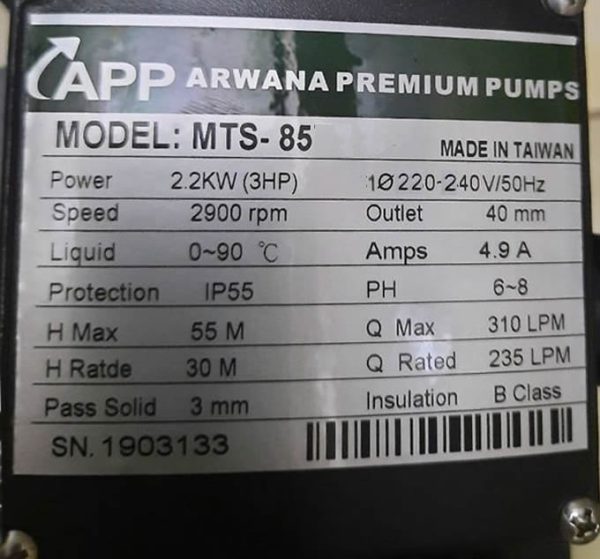 APP ARWANA PREMIUM PUMPS
MODEL: MTS-85
MADE IN TAIWAN
Power 2.2KW (3HP) 1Ø 220-240V/50Hz
Speed 2900 rpm Outlet 40 mm
Liquid 0~90 ℃ Amps 4.9 A
Protection IP55 PH 6~8
H Max 55 M Q Max 310 LPM
H Ratde 30 M Q Rated 235 LPM
Pass Solid 3 mm Insulation B Class
SN. 1903133